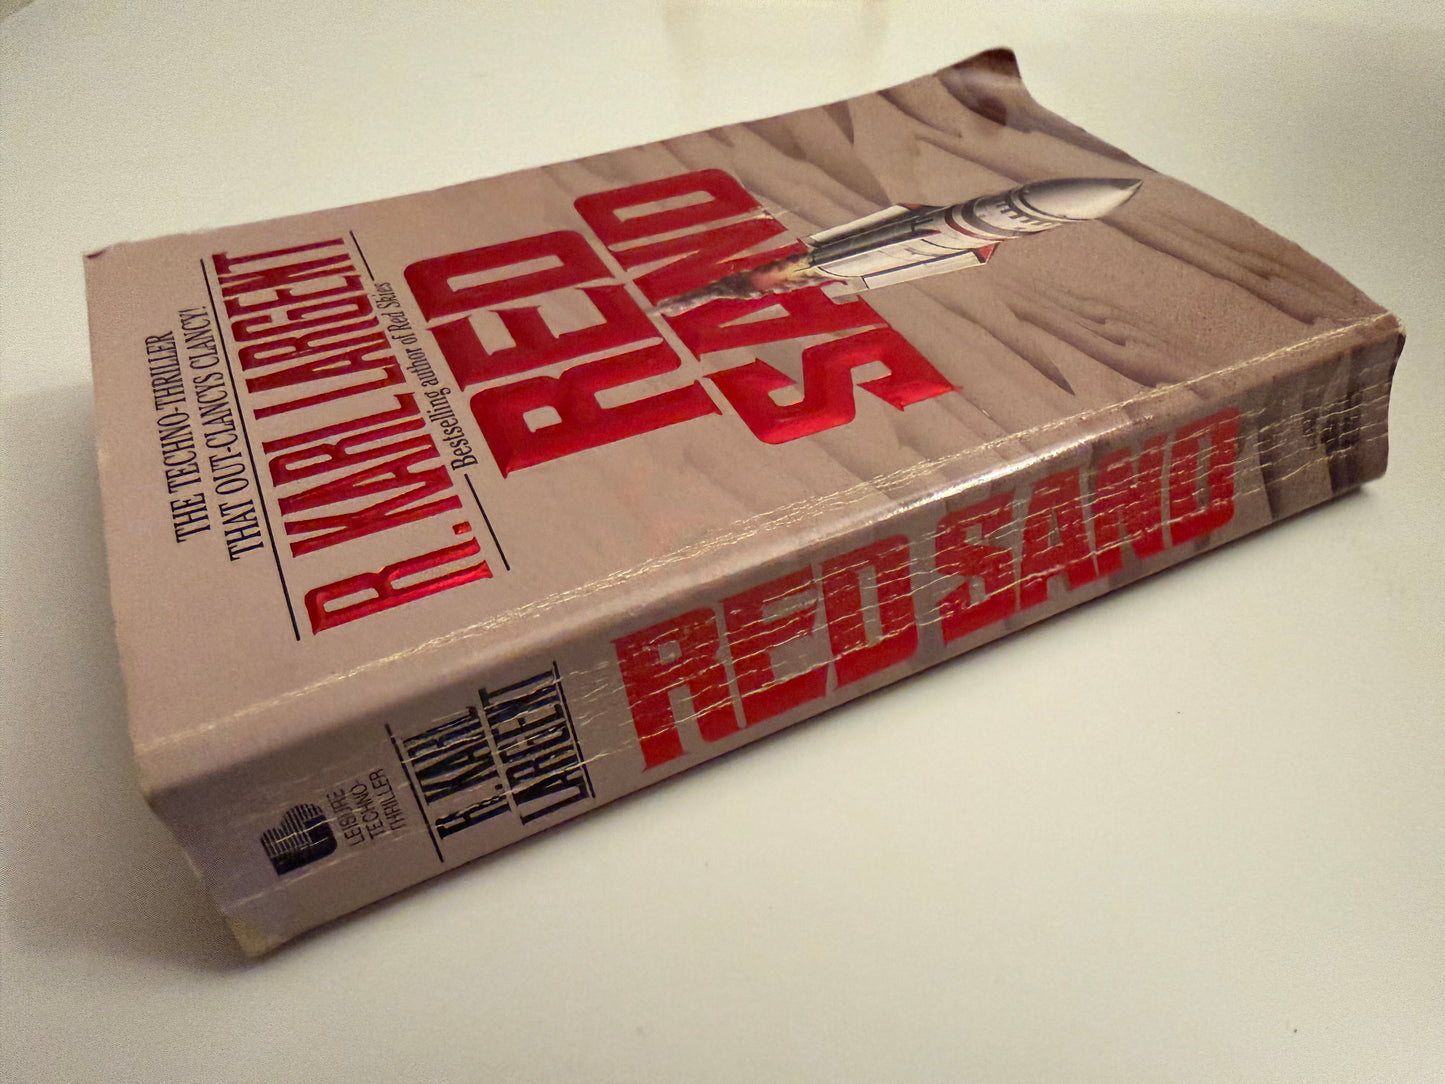 THE TECHNO-THRILLER
THAT OUT-CLANCYS CLANCY!
R. KARL LARGENT
Bestselling author of Red Skies
RED
SAND
LEISURE
TECHNO-
THRILLER
R. KARL
LARGENT
RED SAND